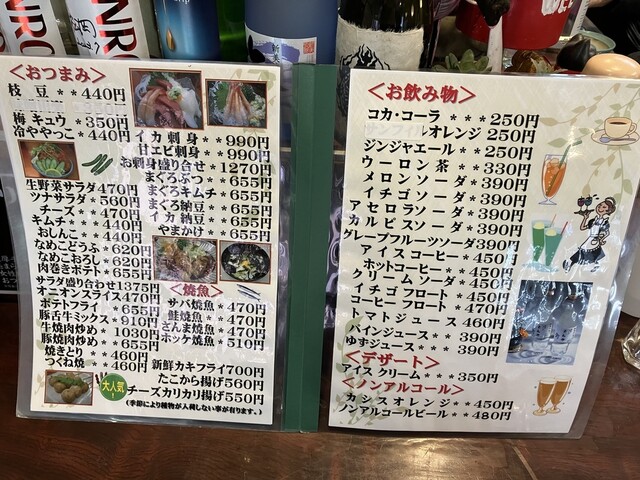 ＜おつまみ＞
枝 豆 ＊＊440円
梅 キュウ ＊350円
冷ややっこ ＊440円
イ カ 刺 身 ＊＊990円
甘エビ刺身 ＊＊990円
お刺身盛り合せ＊1270円
まぐろぶつ＊＊655円
まぐろキムチ＊655円
まぐろ納豆＊＊655円
イ カ 納 豆＊＊655円
やまかけ＊＊655円
生野菜サラダ 470円
ツナサラダ＊560円
チーズ＊＊470円
キムチ＊＊440円
おしんこ＊＊440円
なめこどうふ＊620円
なめこおろし＊620円
肉巻きポテト＊655円
サラダ盛り合せ1375円
オニオンスライス470円
ポテト＊＊＊470円
豚舌牛ミックス＊910円
牛焼肉炒め＊1030円
豚焼肉炒め＊655円
焼きとり＊＊460円
つくね焼＊＊460円
＜焼魚＞
サバ焼魚＊470円
鮭焼魚＊＊470円
さんま焼魚＊470円
ホッケ焼魚＊510円
新鮮カキフライ700円
たこから揚げ560円
チーズカリカリ揚げ550円
大人気！
(季節により種物が入荷しない事が有ります。)
＜お飲み物＞
コカ・コーラ ＊＊＊250円
オレンジ 250円
ジンジャエール＊＊250円
ウーロン茶＊＊330円
メロンソーダ＊390円
イチゴソーダ＊390円
アセロラソーダ390円
カルピスソーダ＊390円
グレープフルーツソーダ390円
アイスコーヒー＊450円
ホットコーヒー＊450円
クリームソーダ 450円
イチゴフロート＊450円
コーヒーフロート 470円
トマトジュース 460円
パインジュース＊＊390円
ゆずジュース＊＊＊390円
＜デザート＞
アイスクリーム＊＊＊350円
＜ノンアルコール＞
カシスオレンジ＊＊450円
ノンアルコールビール＊＊480円